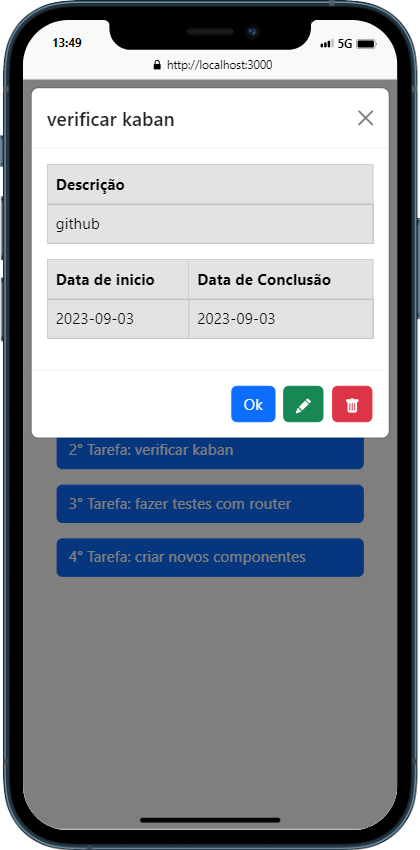 13:49
5G
http://localhost:3000
verificar kaban
Descrição
github
Data de inicio Data de Conclusão
2023-09-03 2023-09-03
Ok
2° Tarefa: verificar kaban
3° Tarefa: fazer testes com router
4° Tarefa: criar novos componentes